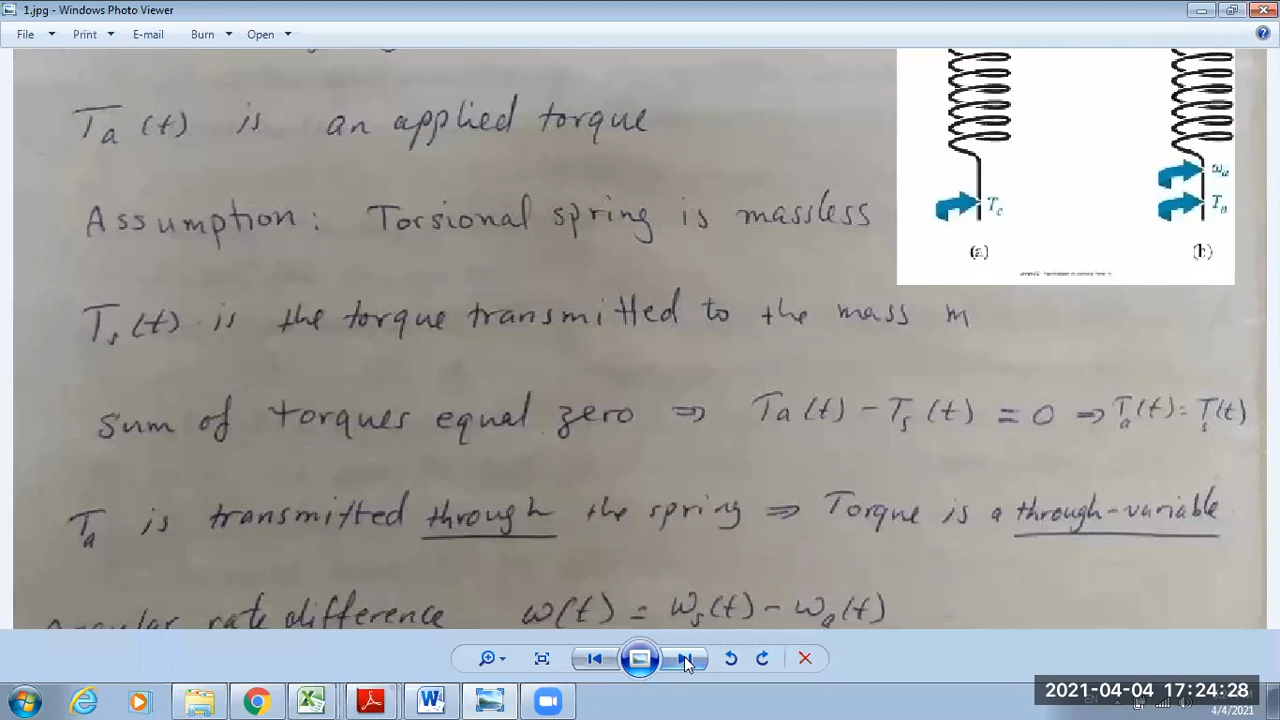 1.jpg - Windows Photo Viewer
File Print E-mail Burn Open
Ta(t) is an applied torque
Assumption: Torsional spring is massless
Ts(t) is the torque transmitted to the mass m
sum of torques equal zero ⇒ Ta(t) - Ts(t) = 0 ⇒ Ta(t) = Ts(t)
Ta is transmitted through the spring ⇒ Torque is a through-variable
Angular rate difference ω(t) = ωs(t) - ωa(t)
(a)
(b)
2021-04-04 17:24:28
EN
4/4/2021